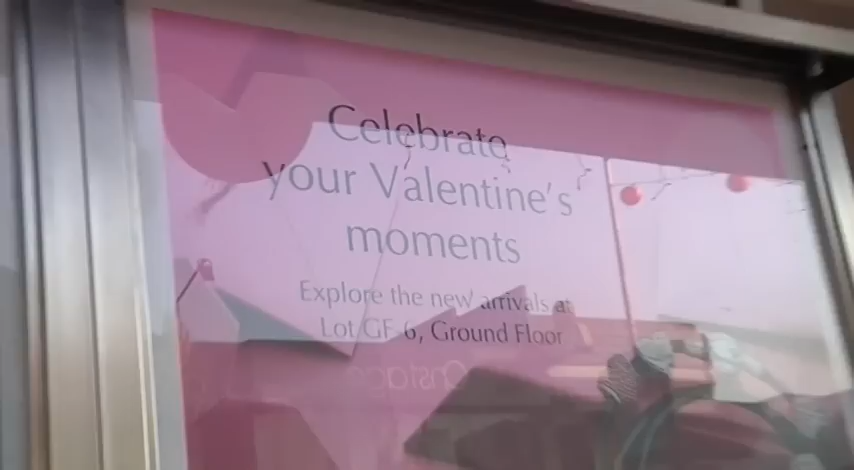 Celebrate
your Valentine's
moments
Explore the new arrivals at
Lot GF-6, Ground Floor